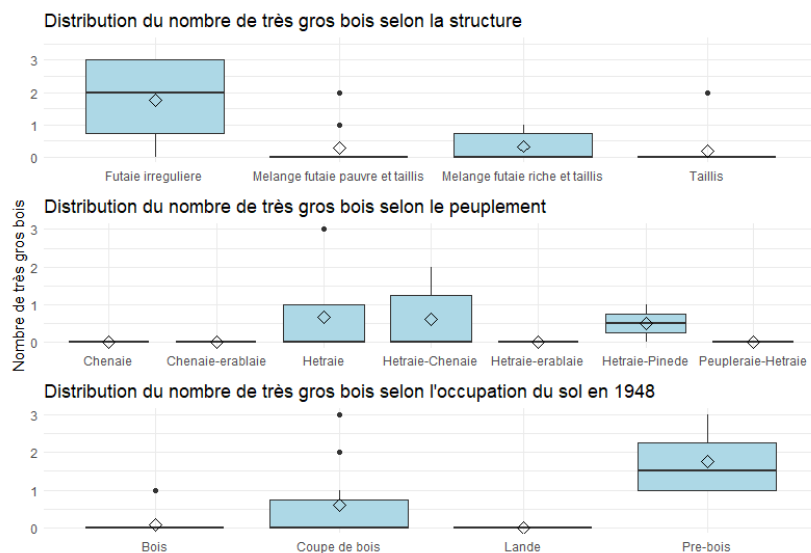 Distribution du nombre de très gros bois selon la structure
3
2
1
0
Futaie irreguliere Melange futaie pauvre et taillis Melange futaie riche et taillis Taillis
Nombre de très gros bois
Distribution du nombre de très gros bois selon le peuplement
3
2
1
0
Chenaie Chenaie-erablaie Hetraie Hetraie-Chenaie Hetraie-erablaie Hetraie-Pinede Peupleraie-Hetraie
Distribution du nombre de très gros bois selon l'occupation du sol en 1948
3
2
1
0
Bois Coupe de bois Lande Pre-bois